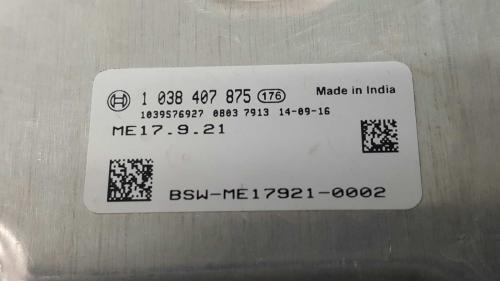 1 038 407 875 176 Made in India
1039S76927 0803 7913 14-09-16
ME17.9.21
BSW-ME17921-0002